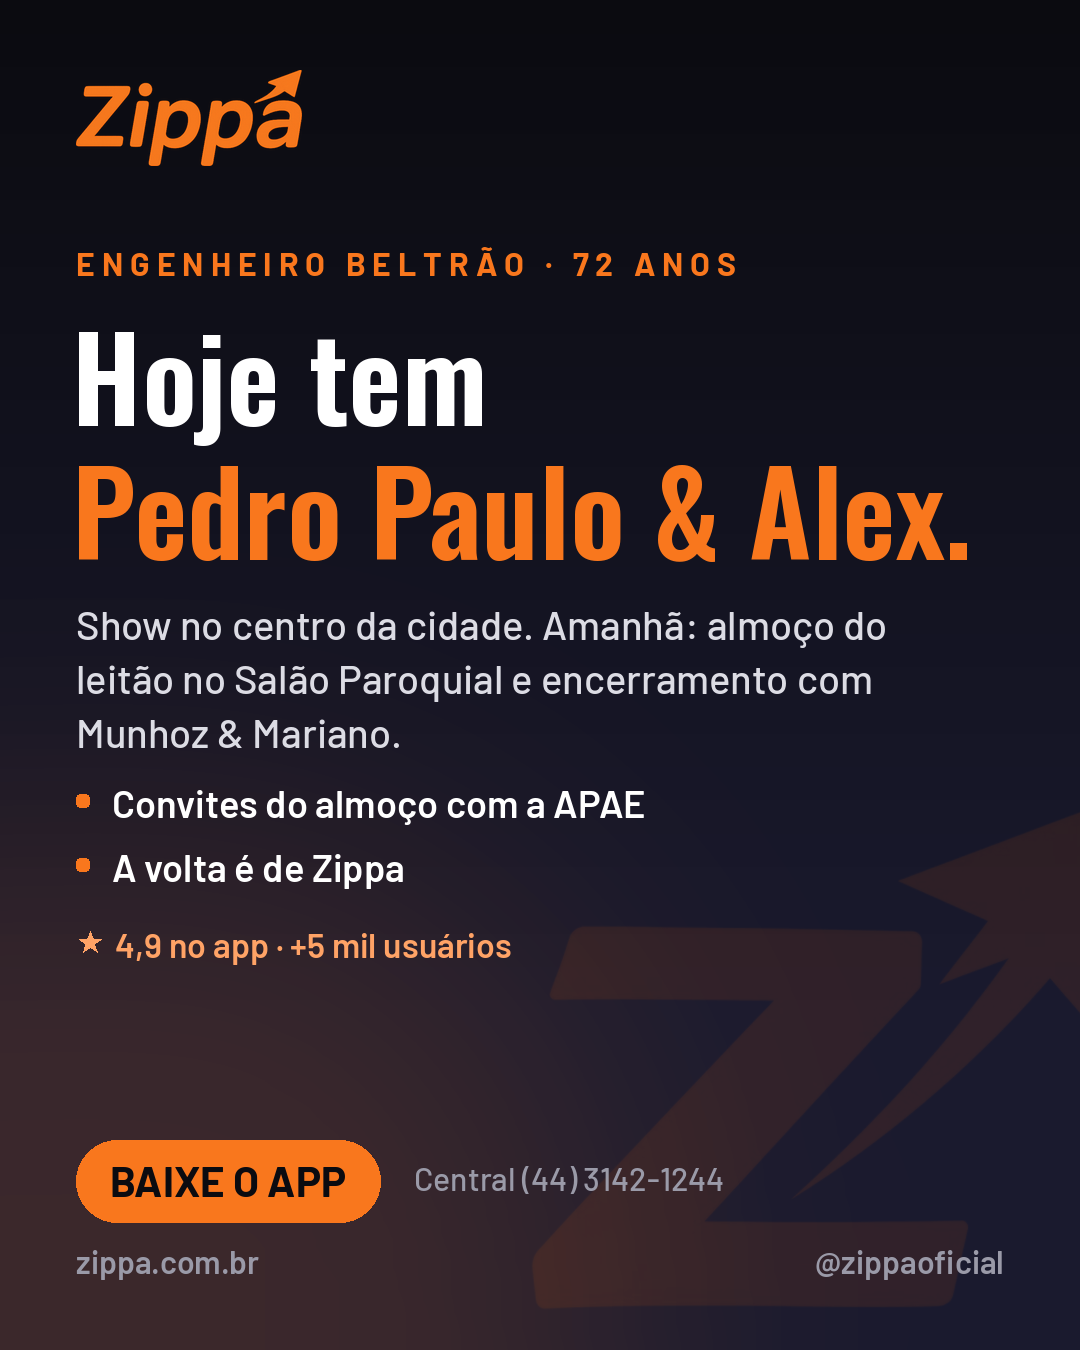 Zippa
ENGENHEIRO BELTRÃO · 72 ANOS
Hoje tem
Pedro Paulo & Alex.
Show no centro da cidade. Amanhã: almoço do
leitão no Salão Paroquial e encerramento com
Munhoz & Mariano.
Convites do almoço com a APAE
A volta é de Zippa
★ 4,9 no app · +5 mil usuários
BAIXE O APP
Central (44) 3142-1244
zippa.com.br
@zippaoficial